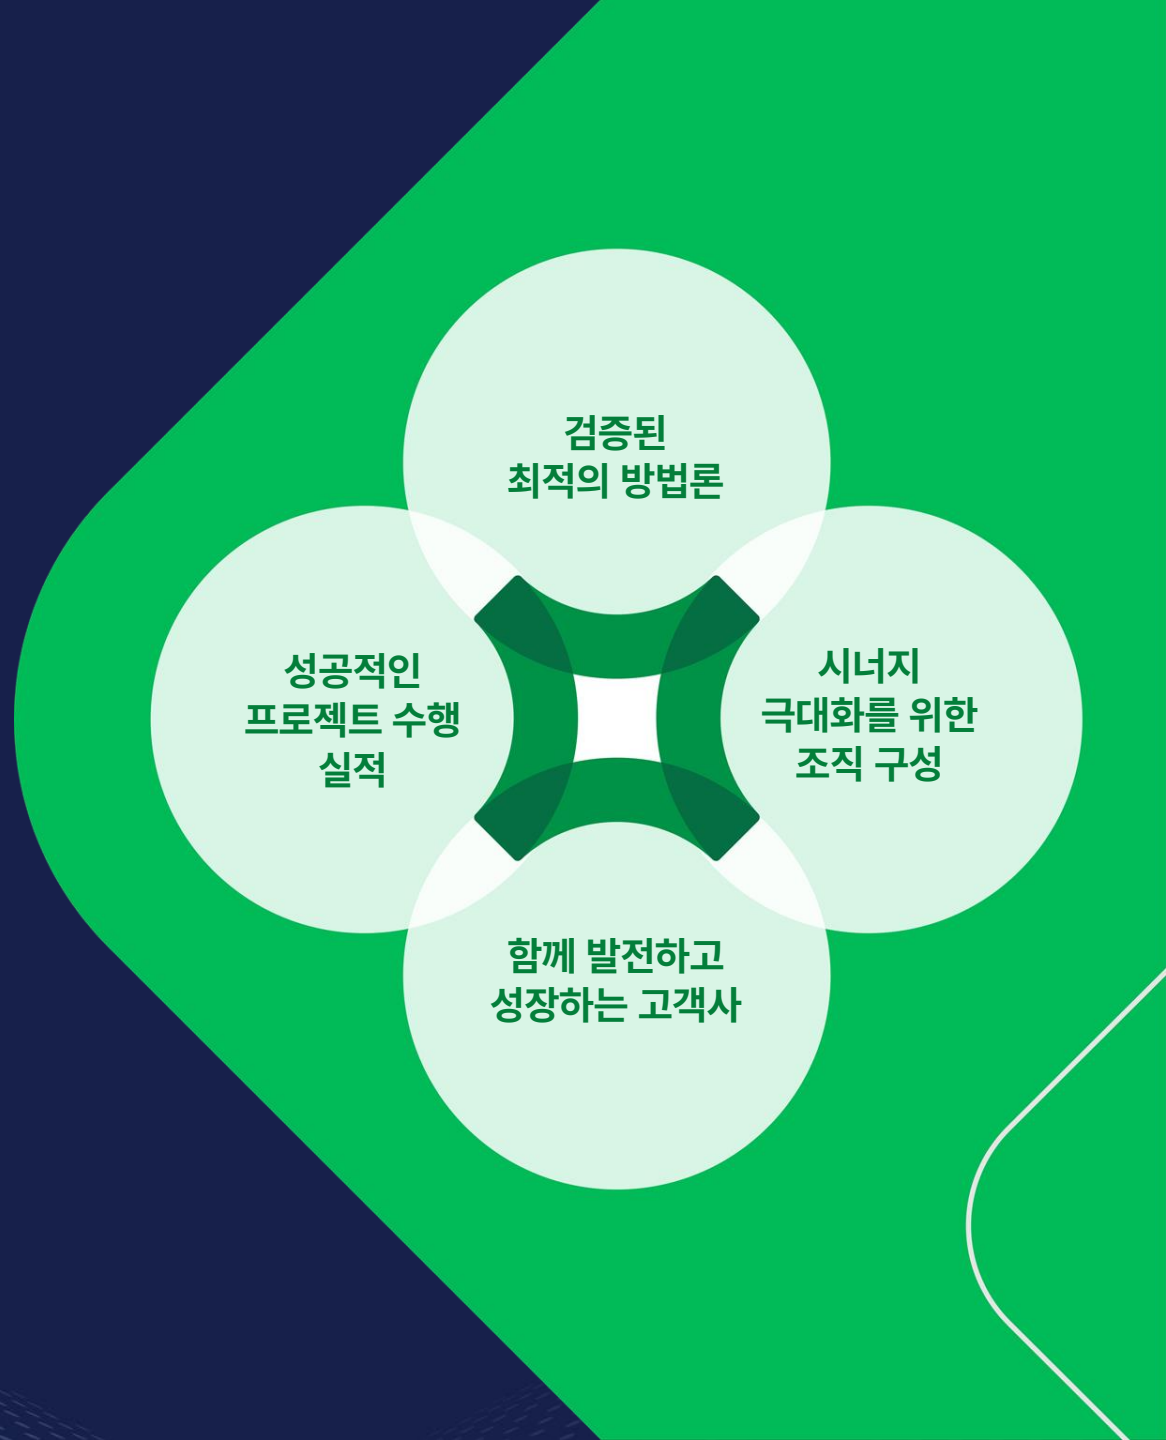 검증된
최적의 방법론
성공적인
프로젝트 수행
실적
시너지
극대화를 위한
조직 구성
함께 발전하고
성장하는 고객사